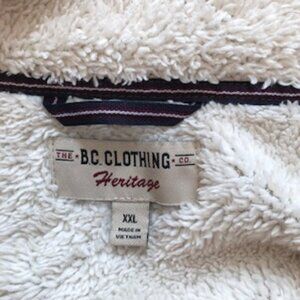 THE • B.C. CLOTHING • CO.
Heritage
XXL
MADE IN
VIETNAM